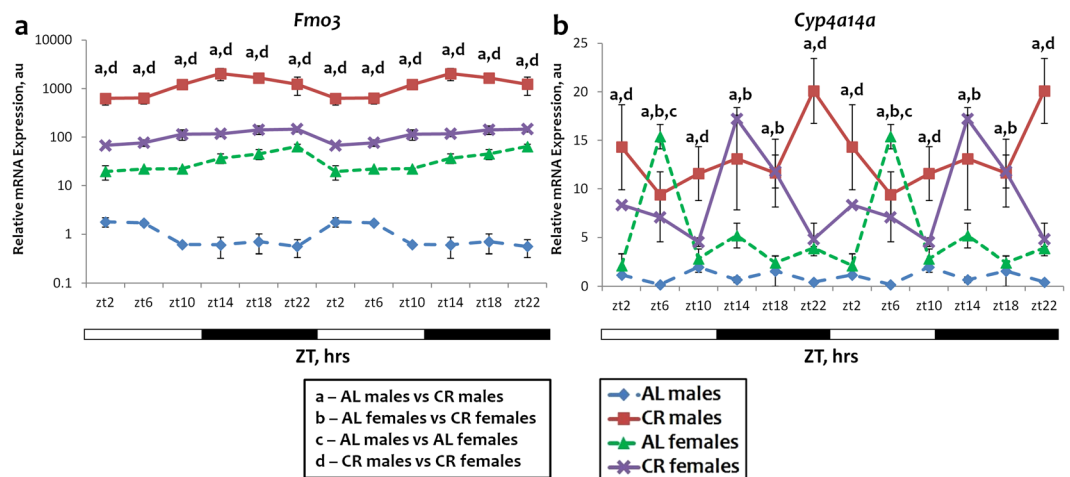 a
Fmo3
Relative mRNA Expression, au
10000
1000
100
10
1
0.1
a,d a,d a,d a,d a,d a,d a,d a,d a,d a,d a,d a,d
zt2 zt6 zt10 zt14 zt18 zt22 zt2 zt6 zt10 zt14 zt18 zt22
ZT, hrs
b
Cyp4a14a
Relative mRNA Expression, au
25
20
15
10
5
0
a,d a,b,c a,d a,b a,b a,d a,d a,b,c a,d a,b a,b a,d
zt2 zt6 zt10 zt14 zt18 zt22 zt2 zt6 zt10 zt14 zt18 zt22
ZT, hrs
a – AL males vs CR males
b – AL females vs CR females
c – AL males vs AL females
d – CR males vs CR females
AL males
CR males
AL females
CR females